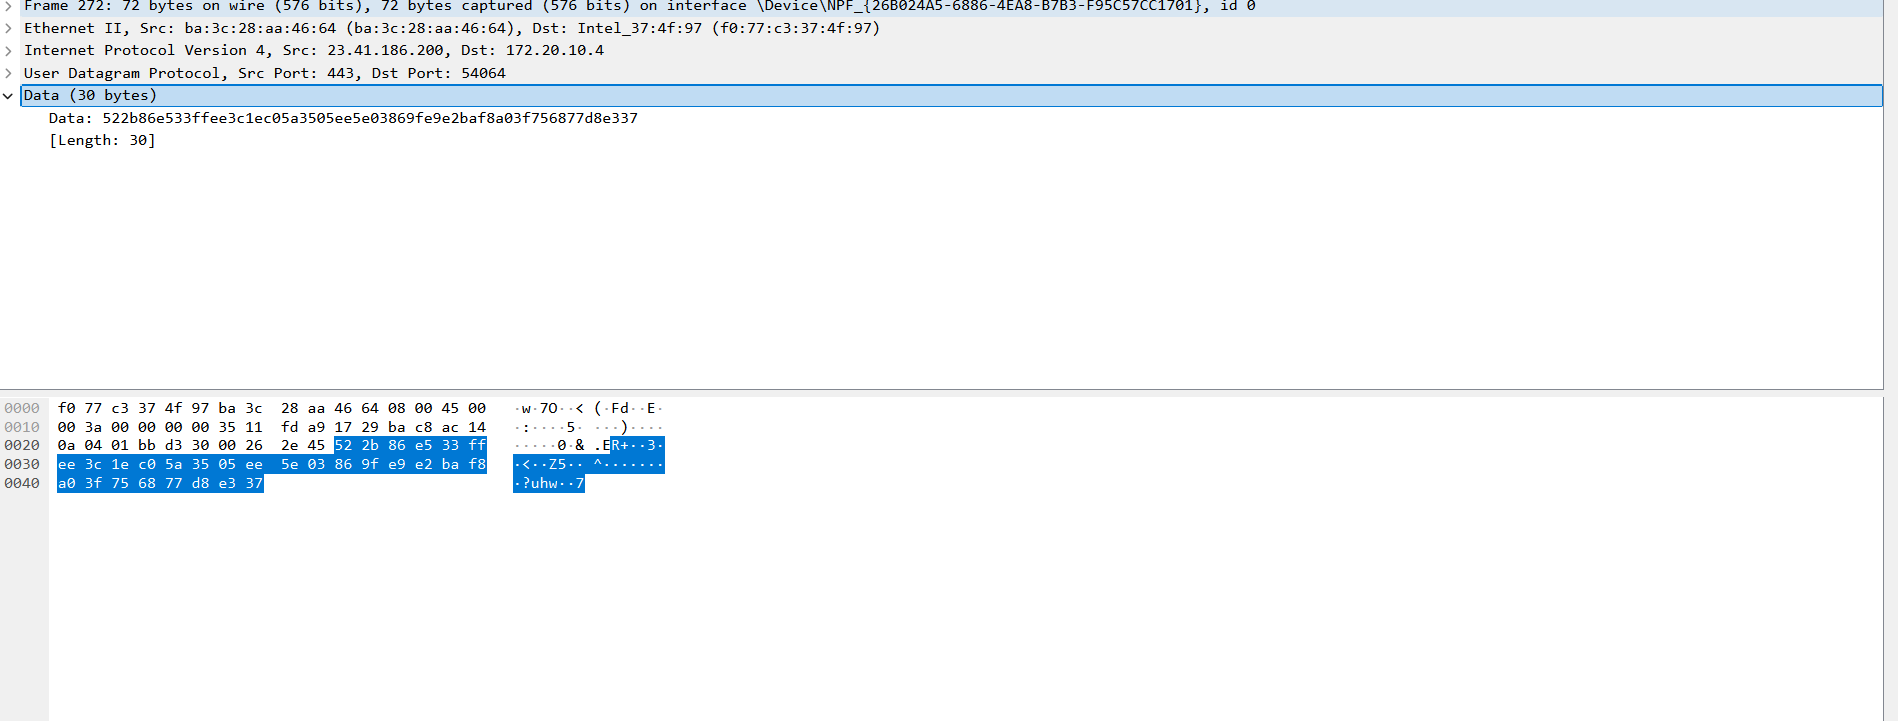 Frame 272: 72 bytes on wire (576 bits), 72 bytes captured (576 bits) on interface \Device\NPF_{26B024A5-6886-4EA8-B7B3-F95C57CC1701}, id 0
Ethernet II, Src: ba:3c:28:aa:46:64 (ba:3c:28:aa:46:64), Dst: Intel_37:4f:97 (f0:77:c3:37:4f:97)
Internet Protocol Version 4, Src: 23.41.186.200, Dst: 172.20.10.4
User Datagram Protocol, Src Port: 443, Dst Port: 54064
Data (30 bytes)
Data: 522b86e533ffee3c1ec05a3505ee5e03869fe9e2baf8a03f756877d8e337
[Length: 30]
0000 f0 77 c3 37 4f 97 ba 3c 28 aa 46 64 08 00 45 00 ·w·7O··< (·Fd··E·
0010 00 3a 00 00 00 00 35 11 fd a9 17 29 ba c8 ac 14 ·:····5· ···)····
0020 0a 04 01 bb d3 30 00 26 2e 45 52 2b 86 e5 33 ff ·····0·& .ER+··3·
0030 ee 3c 1e c0 5a 35 05 ee 5e 03 86 9f e9 e2 ba f8 ·<··Z5·· ^·······
0040 a0 3f 75 68 77 d8 e3 37 ·?uhw··7